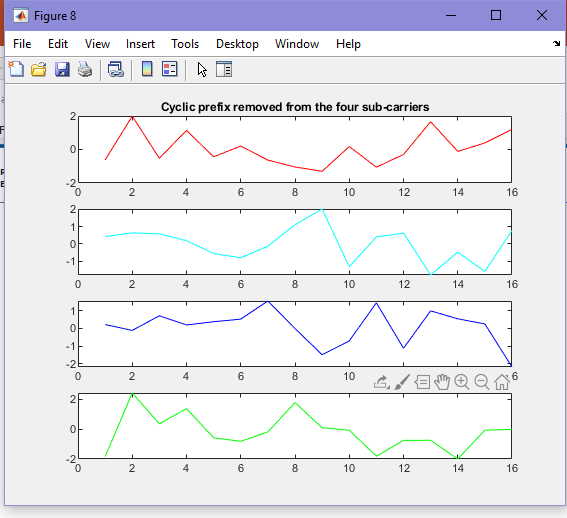 Figure 8
File Edit View Insert Tools Desktop Window Help
Cyclic prefix removed from the four sub-carriers
2
0
-2
0 2 4 6 8 10 12 14 16
2
1
0
-1
0 2 4 6 8 10 12 14 16
1
0
-1
-2
0 2 4 6 8 10 16
2
0
-2
0 2 4 6 8 10 12 14 16